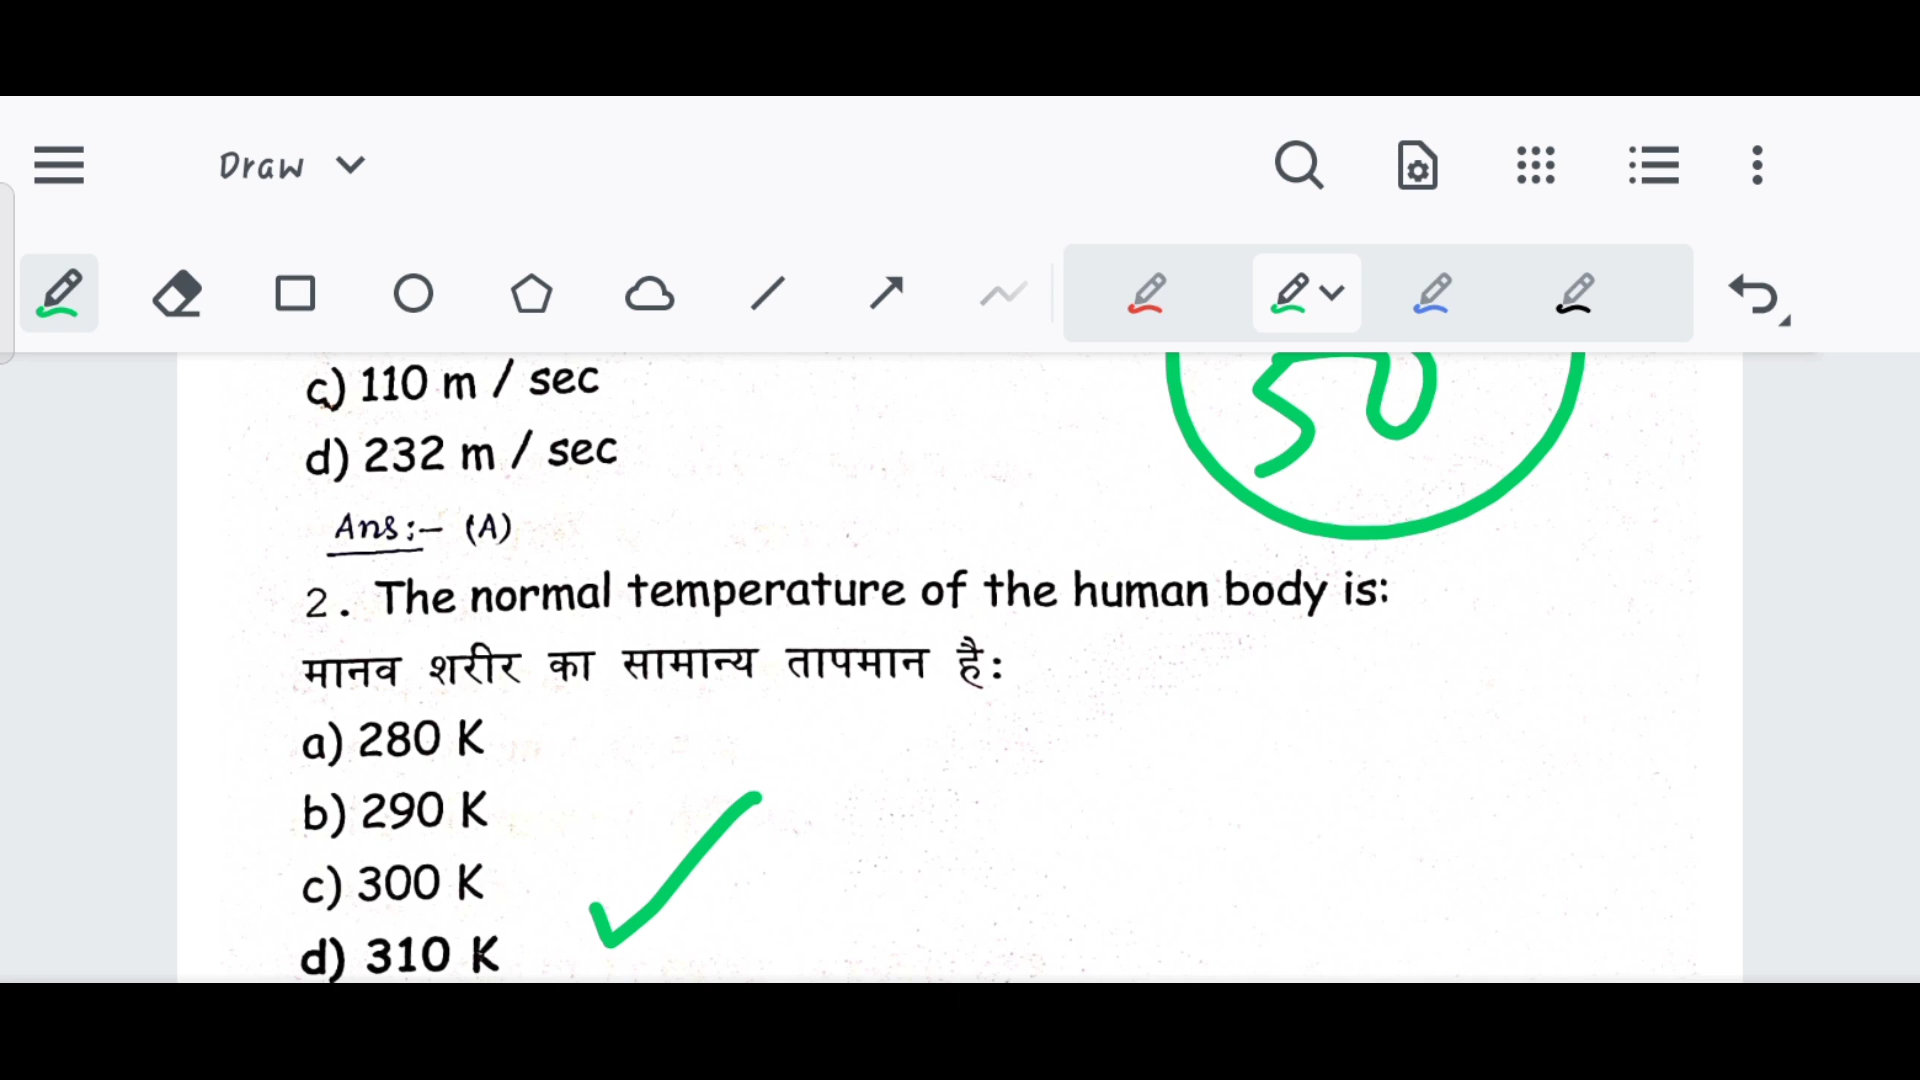 Draw
c) 110 m / sec
d) 232 m / sec
Ans:- (A)
2. The normal temperature of the human body is:
मानव शरीर का सामान्य तापमान है:
a) 280 K
b) 290 K
c) 300 K
d) 310 K